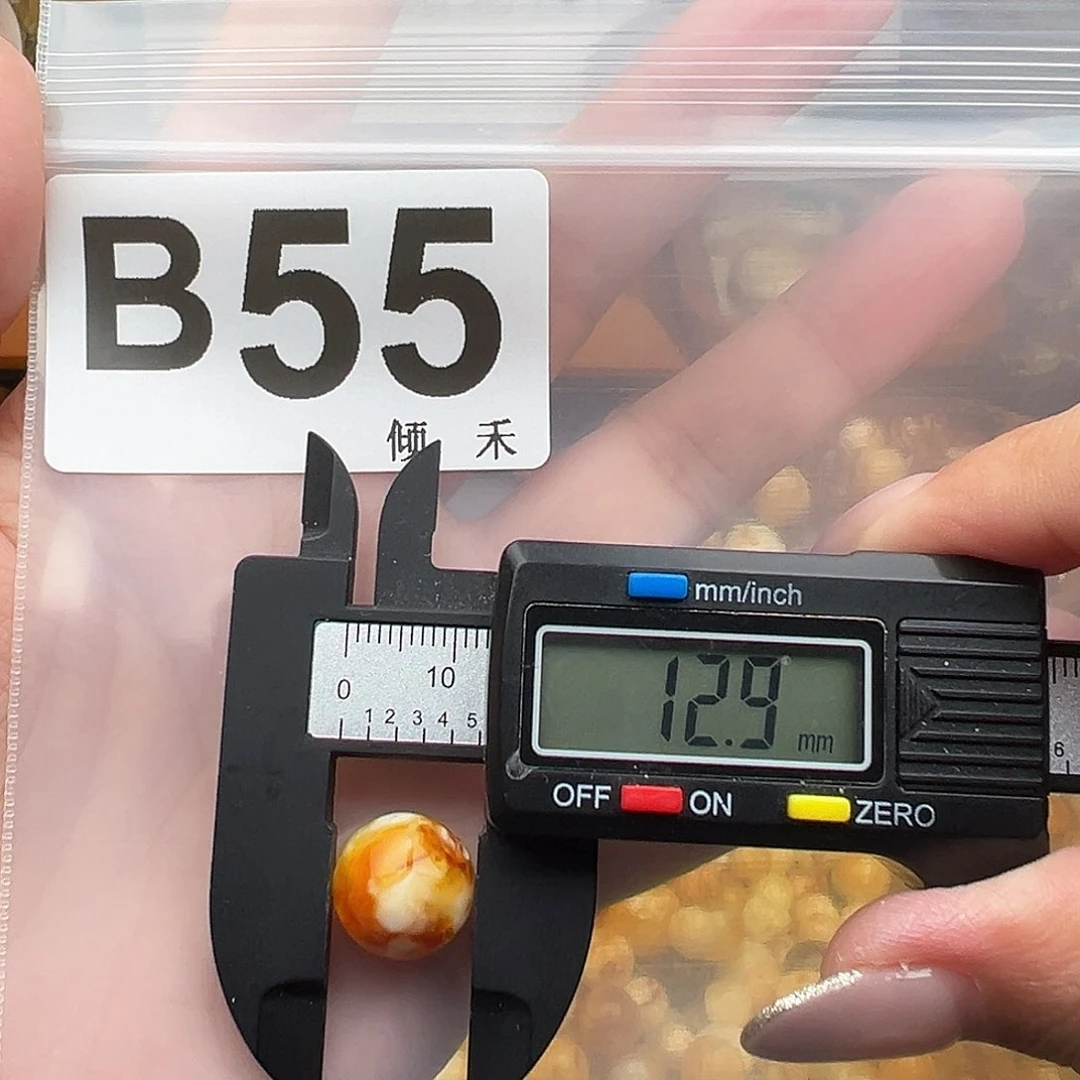 B55
倾 禾
mm/inch
12.9 mm
0 10
1 2 3 4 5
6
OFF ON ZERO